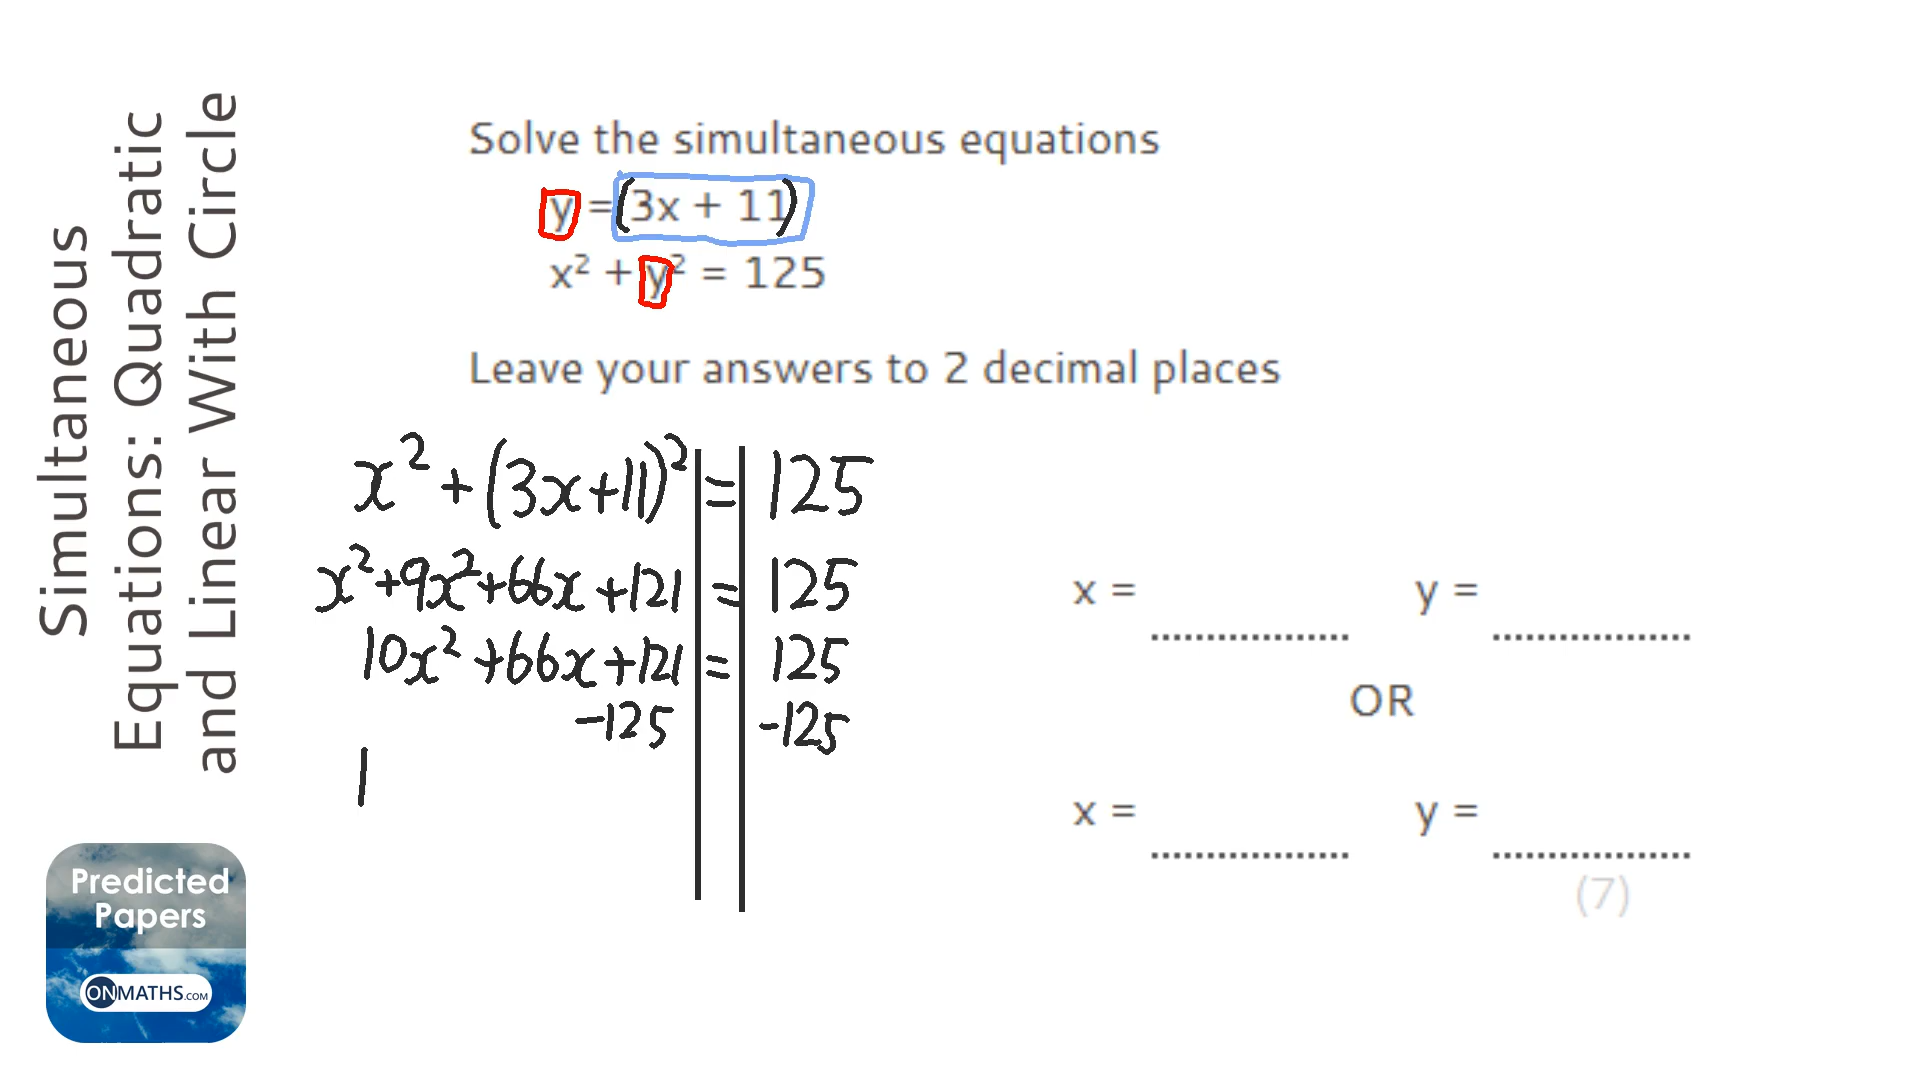 Simultaneous
Equations: Quadratic
and Linear With Circle
Solve the simultaneous equations
y = (3x + 11)
x² + y² = 125
Leave your answers to 2 decimal places
x² + (3x+11)² = 125
x²+9x²+66x+121 = 125
10x²+66x+121 = 125
-125 -125
1
x = .................. y = ..................
OR
x = .................. y = ..................
(7)
Predicted
Papers
ONMATHS.COM